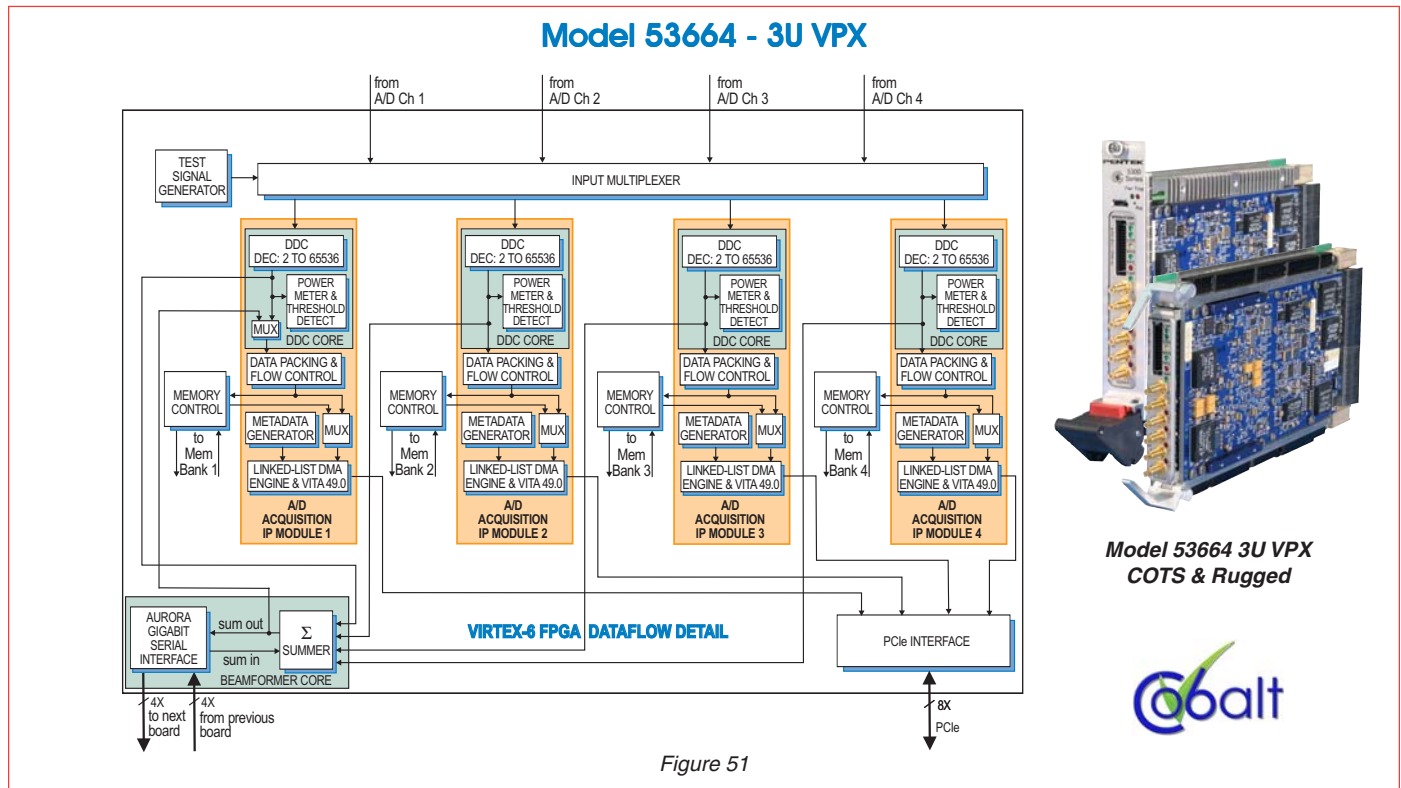 Model 53664 - 3U VPX
from
A/D Ch 1
from
A/D Ch 2
from
A/D Ch 3
from
A/D Ch 4
TEST
SIGNAL
GENERATOR
INPUT MULTIPLEXER
DDC
DEC: 2 TO 65536
POWER
METER &
THRESHOLD
DETECT
MUX
DDC CORE
DATA PACKING &
FLOW CONTROL
MEMORY
CONTROL
METADATA
GENERATOR
MUX
to
Mem
Bank 1
LINKED-LIST DMA
ENGINE & VITA 49.0
A/D
ACQUISITION
IP MODULE 1
DDC
DEC: 2 TO 65536
POWER
METER &
THRESHOLD
DETECT
DDC CORE
DATA PACKING &
FLOW CONTROL
MEMORY
CONTROL
METADATA
GENERATOR
MUX
to
Mem
Bank 2
LINKED-LIST DMA
ENGINE & VITA 49.0
A/D
ACQUISITION
IP MODULE 2
DDC
DEC: 2 TO 65536
POWER
METER &
THRESHOLD
DETECT
DDC CORE
DATA PACKING &
FLOW CONTROL
MEMORY
CONTROL
METADATA
GENERATOR
MUX
to
Mem
Bank 3
LINKED-LIST DMA
ENGINE & VITA 49.0
A/D
ACQUISITION
IP MODULE 3
DDC
DEC: 2 TO 65536
POWER
METER &
THRESHOLD
DETECT
DDC CORE
DATA PACKING &
FLOW CONTROL
MEMORY
CONTROL
METADATA
GENERATOR
MUX
to
Mem
Bank 4
LINKED-LIST DMA
ENGINE & VITA 49.0
A/D
ACQUISITION
IP MODULE 4
AURORA
GIGABIT
SERIAL
INTERFACE
sum out
sum in
Σ
SUMMER
BEAMFORMER CORE
VIRTEX-6 FPGA DATAFLOW DETAIL
PCIe INTERFACE
4X
to next
board
4X
from previous
board
8X
PCIe
Figure 51
PENTEK
Series
Model 53664 3U VPX
COTS & Rugged
Cobalt